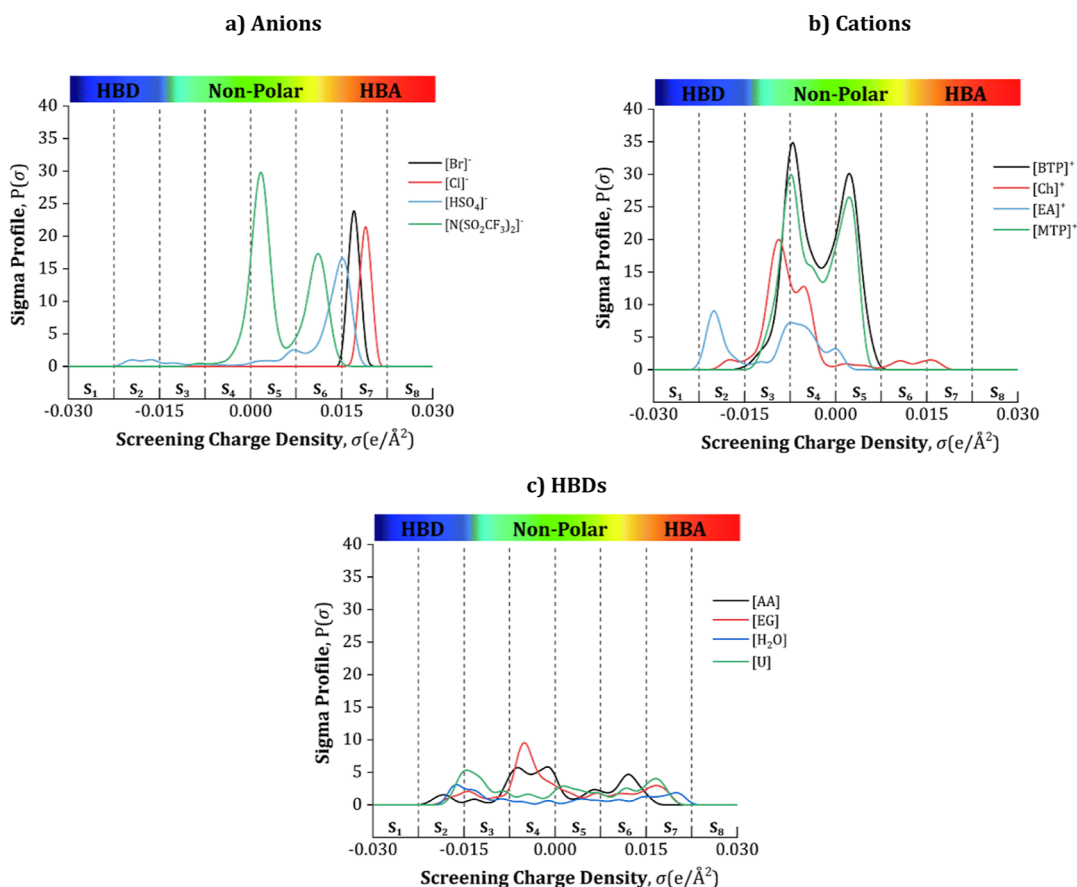 a) Anions
HBD Non-Polar HBA
40
35
30
25
20
15
10
5
0
Sigma Profile, P(σ)
[Br]⁻
[Cl]⁻
[HSO₄]⁻
[N(SO₂CF₃)₂]⁻
S₁ S₂ S₃ S₄ S₅ S₆ S₇ S₈
-0.030 -0.015 0.000 0.015 0.030
Screening Charge Density, σ(e/Å²)
b) Cations
HBD Non-Polar HBA
40
35
30
25
20
15
10
5
0
Sigma Profile, P(σ)
[BTP]⁺
[Ch]⁺
[EA]⁺
[MTP]⁺
S₁ S₂ S₃ S₄ S₅ S₆ S₇ S₈
-0.030 -0.015 0.000 0.015 0.030
Screening Charge Density, σ(e/Å²)
c) HBDs
HBD Non-Polar HBA
40
35
30
25
20
15
10
5
0
Sigma Profile, P(σ)
[AA]
[EG]
[H₂O]
[U]
S₁ S₂ S₃ S₄ S₅ S₆ S₇ S₈
-0.030 -0.015 0.000 0.015 0.030
Screening Charge Density, σ(e/Å²)